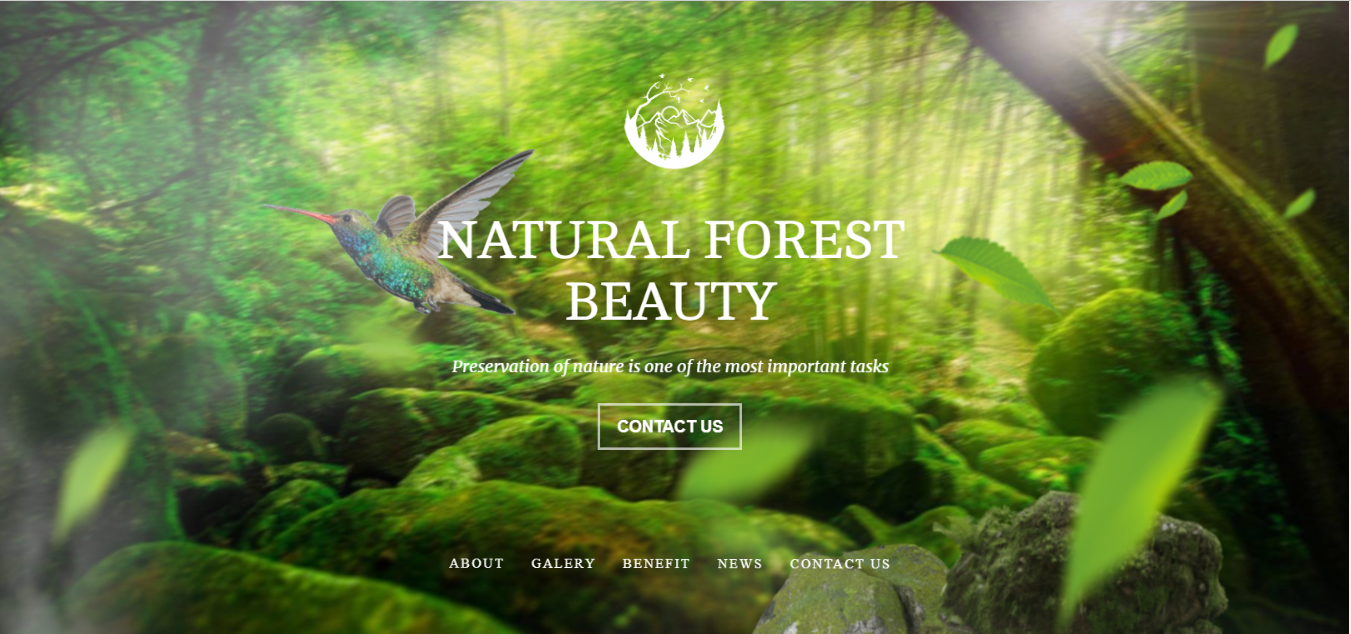 NATURAL FOREST
BEAUTY
Preservation of nature is one of the most important tasks
CONTACT US
ABOUT GALERY BENEFIT NEWS CONTACT US